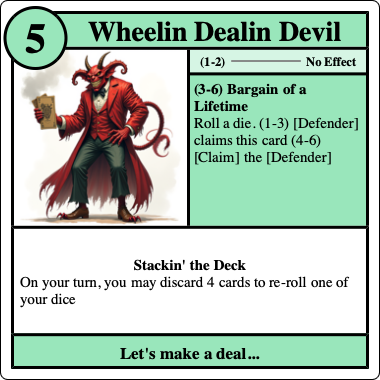 5
Wheelin Dealin Devil
(1-2) No Effect
(3-6) Bargain of a
Lifetime
Roll a die. (1-3) [Defender]
claims this card (4-6)
[Claim] the [Defender]
Stackin' the Deck
On your turn, you may discard 4 cards to re-roll one of
your dice
Let's make a deal...